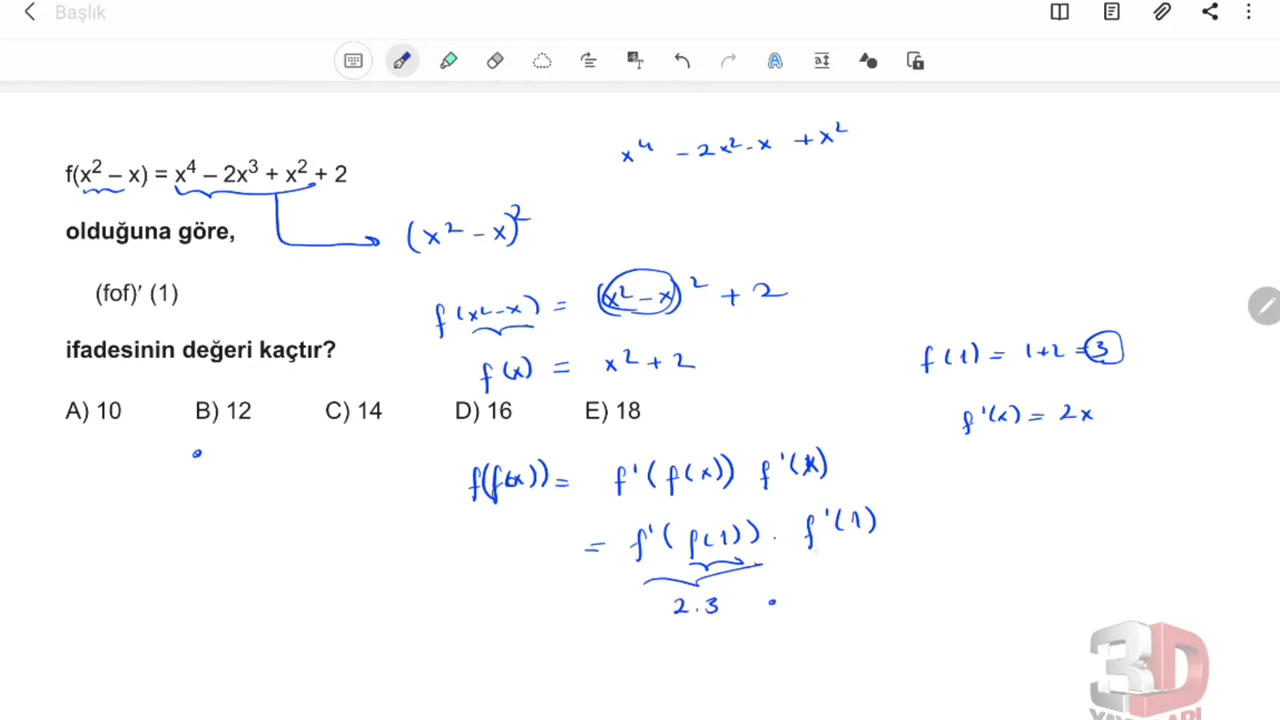 Başlık
x⁴ - 2x² · x + x²
f(x² – x) = x⁴ – 2x³ + x² + 2
olduğuna göre,
(x² - x)²
(fof)′ (1)
f(x² - x) = (x² - x)² + 2
ifadesinin değeri kaçtır?
f(x) = x² + 2
f(1) = 1+2 = 3
f'(x) = 2x
A) 10 B) 12 C) 14 D) 16 E) 18
f(f(x)) = f'(f(x)) f'(x)
= f'(f(1)) · f'(1)
2.3 ·
3D
YAYINLARI